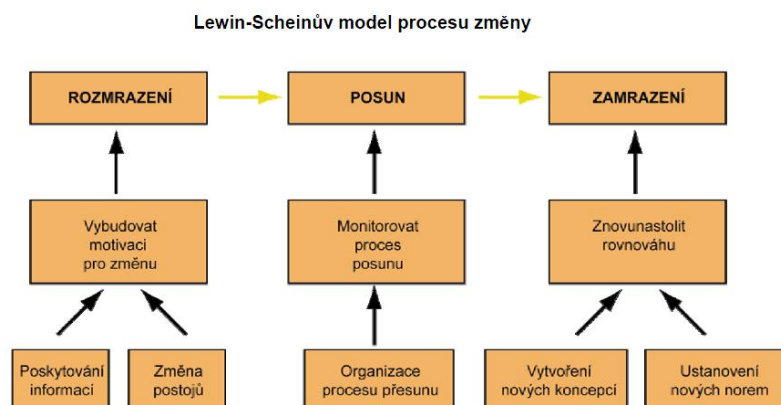 Lewin-Scheinův model procesu změny
ROZMRAZENÍ
POSUN
ZAMRAZENÍ
Vybudovat
motivaci
pro změnu
Monitorovat
proces
posunu
Znovunastolit
rovnováhu
Poskytování
informací
Změna
postojů
Organizace
procesu přesunu
Vytvoření
nových koncepcí
Ustanovení
nových norem